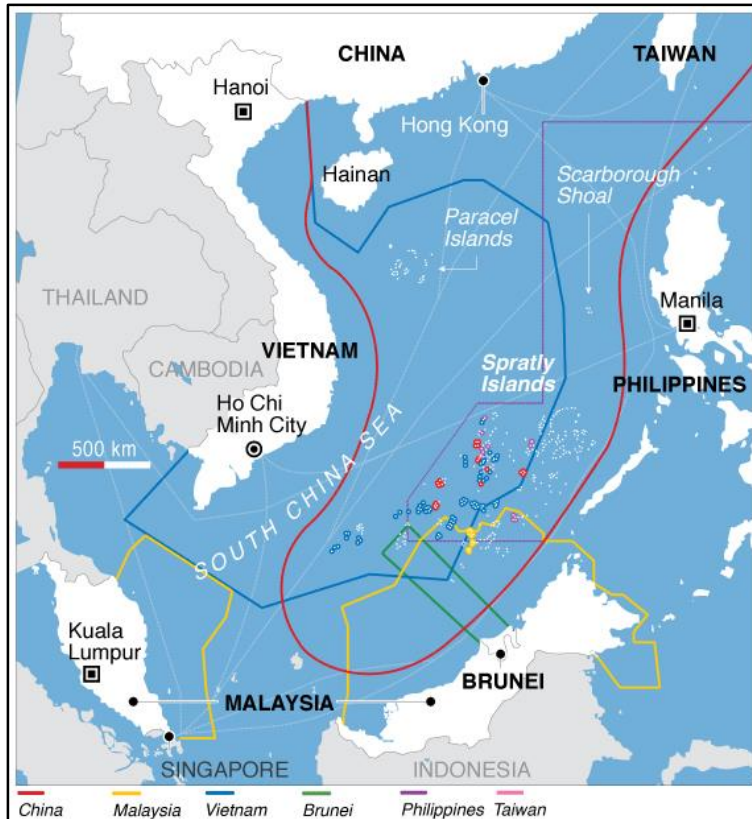 CHINA
TAIWAN
Hanoi
Hong Kong
Hainan
Scarborough
Shoal
Paracel
Islands
THAILAND
Manila
VIETNAM
CAMBODIA
Spratly
Islands
PHILIPPINES
Ho Chi
Minh City
500 km
SOUTH CHINA SEA
Kuala
Lumpur
BRUNEI
MALAYSIA
SINGAPORE
INDONESIA
China
Malaysia
Vietnam
Brunei
Philippines
Taiwan